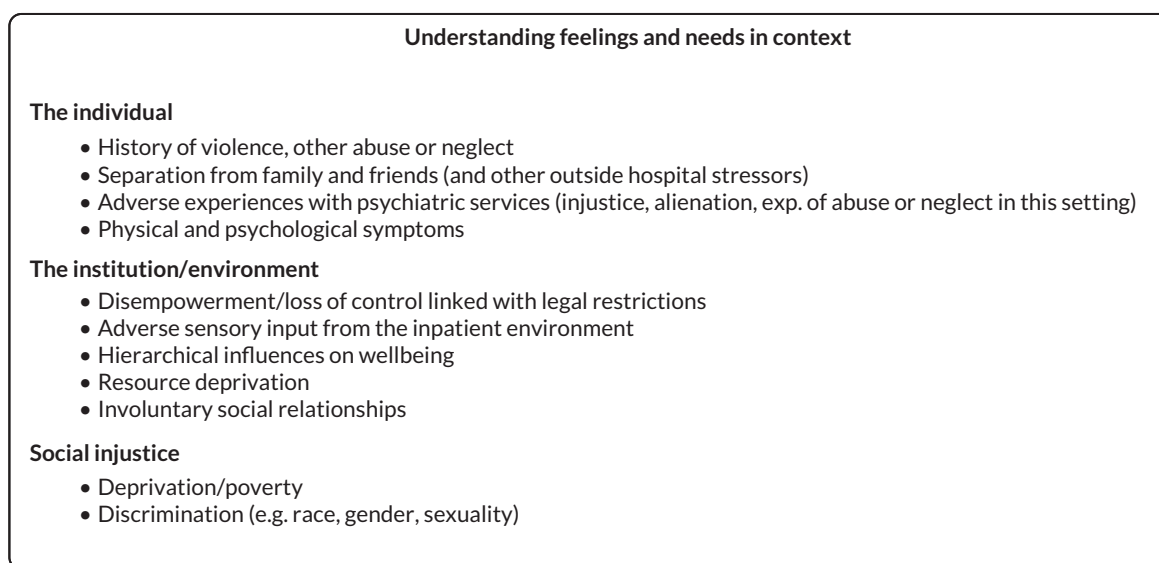 Understanding feelings and needs in context
The individual
• History of violence, other abuse or neglect
• Separation from family and friends (and other outside hospital stressors)
• Adverse experiences with psychiatric services (injustice, alienation, exp. of abuse or neglect in this setting)
• Physical and psychological symptoms
The institution/environment
• Disempowerment/loss of control linked with legal restrictions
• Adverse sensory input from the inpatient environment
• Hierarchical influences on wellbeing
• Resource deprivation
• Involuntary social relationships
Social injustice
• Deprivation/poverty
• Discrimination (e.g. race, gender, sexuality)